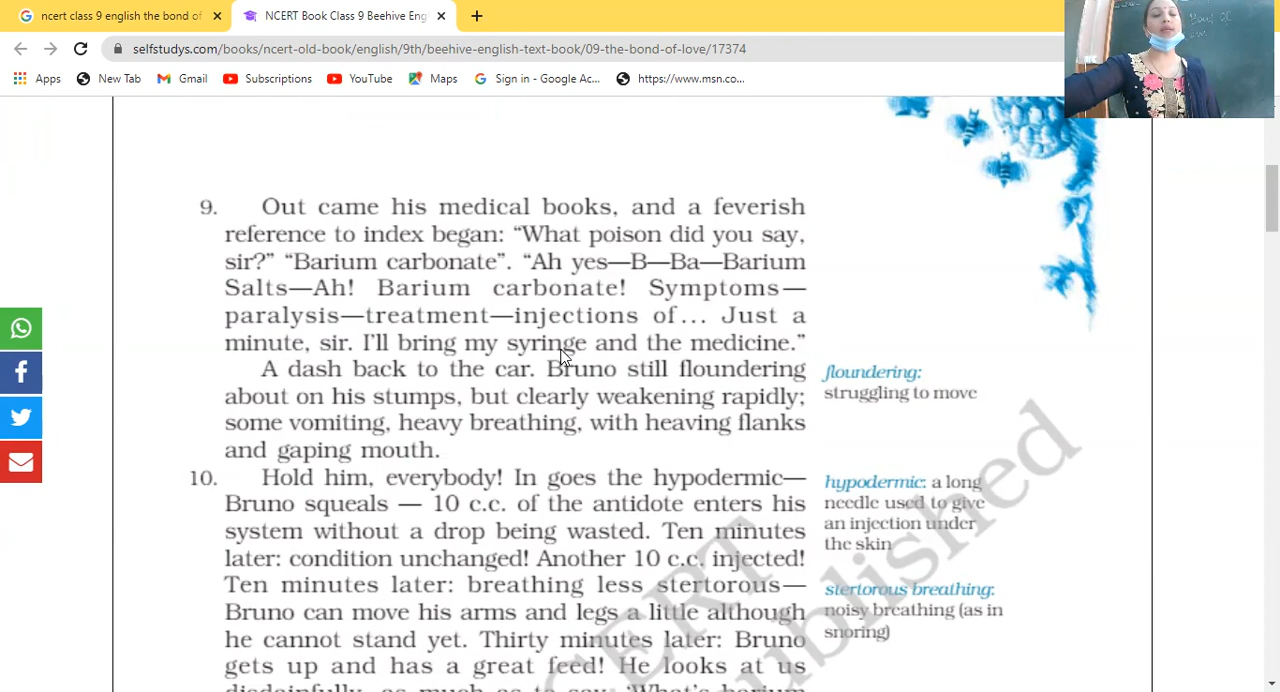 ncert class 9 english the bond of
NCERT Book Class 9 Beehive Eng
selfstudys.com/books/ncert-old-book/english/9th/beehive-english-text-book/09-the-bond-of-love/17374
Apps New Tab Gmail Subscriptions YouTube Maps Sign in - Google Ac... https://www.msn.co...
9. Out came his medical books, and a feverish
reference to index began: “What poison did you say,
sir?” “Barium carbonate”. “Ah yes—B—Ba—Barium
Salts—Ah! Barium carbonate! Symptoms—
paralysis—treatment—injections of... Just a
minute, sir. I’ll bring my syringe and the medicine.”
A dash back to the car. Bruno still floundering
about on his stumps, but clearly weakening rapidly;
some vomiting, heavy breathing, with heaving flanks
and gaping mouth.
floundering:
struggling to move
10. Hold him, everybody! In goes the hypodermic—
Bruno squeals — 10 c.c. of the antidote enters his
system without a drop being wasted. Ten minutes
later: condition unchanged! Another 10 c.c. injected!
Ten minutes later: breathing less stertorous—
Bruno can move his arms and legs a little although
he cannot stand yet. Thirty minutes later: Bruno
gets up and has a great feed! He looks at us
disdainfully, as much as to say, ‘What’s barium
hypodermic: a long
needle used to give
an injection under
the skin
stertorous breathing:
noisy breathing (as in
snoring)
NCERT
published